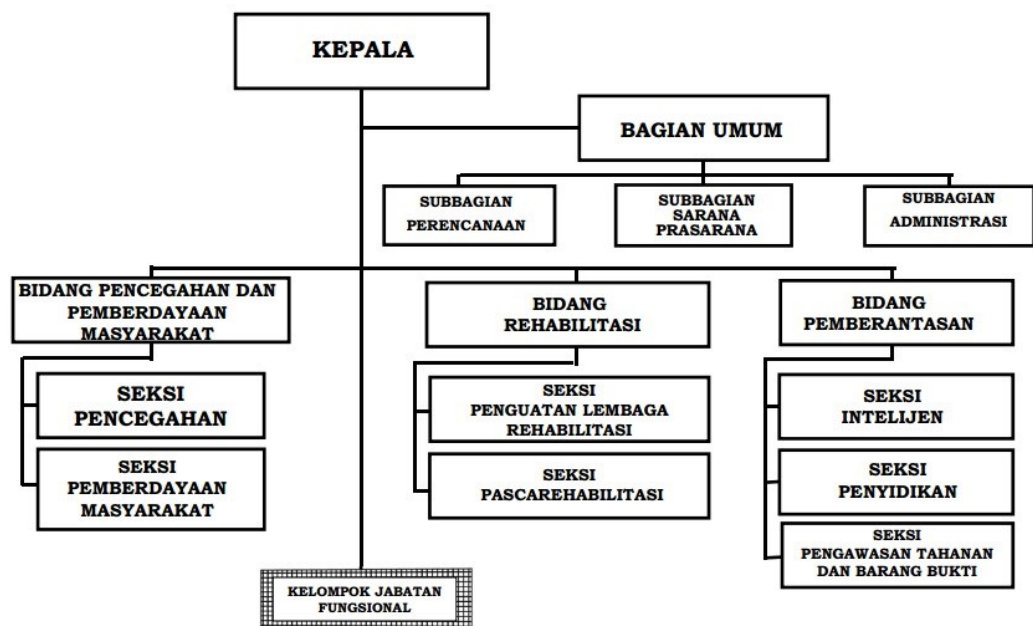 KEPALA
BAGIAN UMUM
SUBBAGIAN
PERENCANAAN
SUBBAGIAN
SARANA
PRASARANA
SUBBAGIAN
ADMINISTRASI
BIDANG PENCEGAHAN DAN
PEMBERDAYAAN
MASYARAKAT
SEKSI
PENCEGAHAN
SEKSI
PEMBERDAYAAN
MASYARAKAT
BIDANG
REHABILITASI
SEKSI
PENGUATAN LEMBAGA
REHABILITASI
SEKSI
PASCAREHABILITASI
BIDANG
PEMBERANTASAN
SEKSI
INTELIJEN
SEKSI
PENYIDIKAN
SEKSI
PENGAWASAN TAHANAN
DAN BARANG BUKTI
KELOMPOK JABATAN
FUNGSIONAL